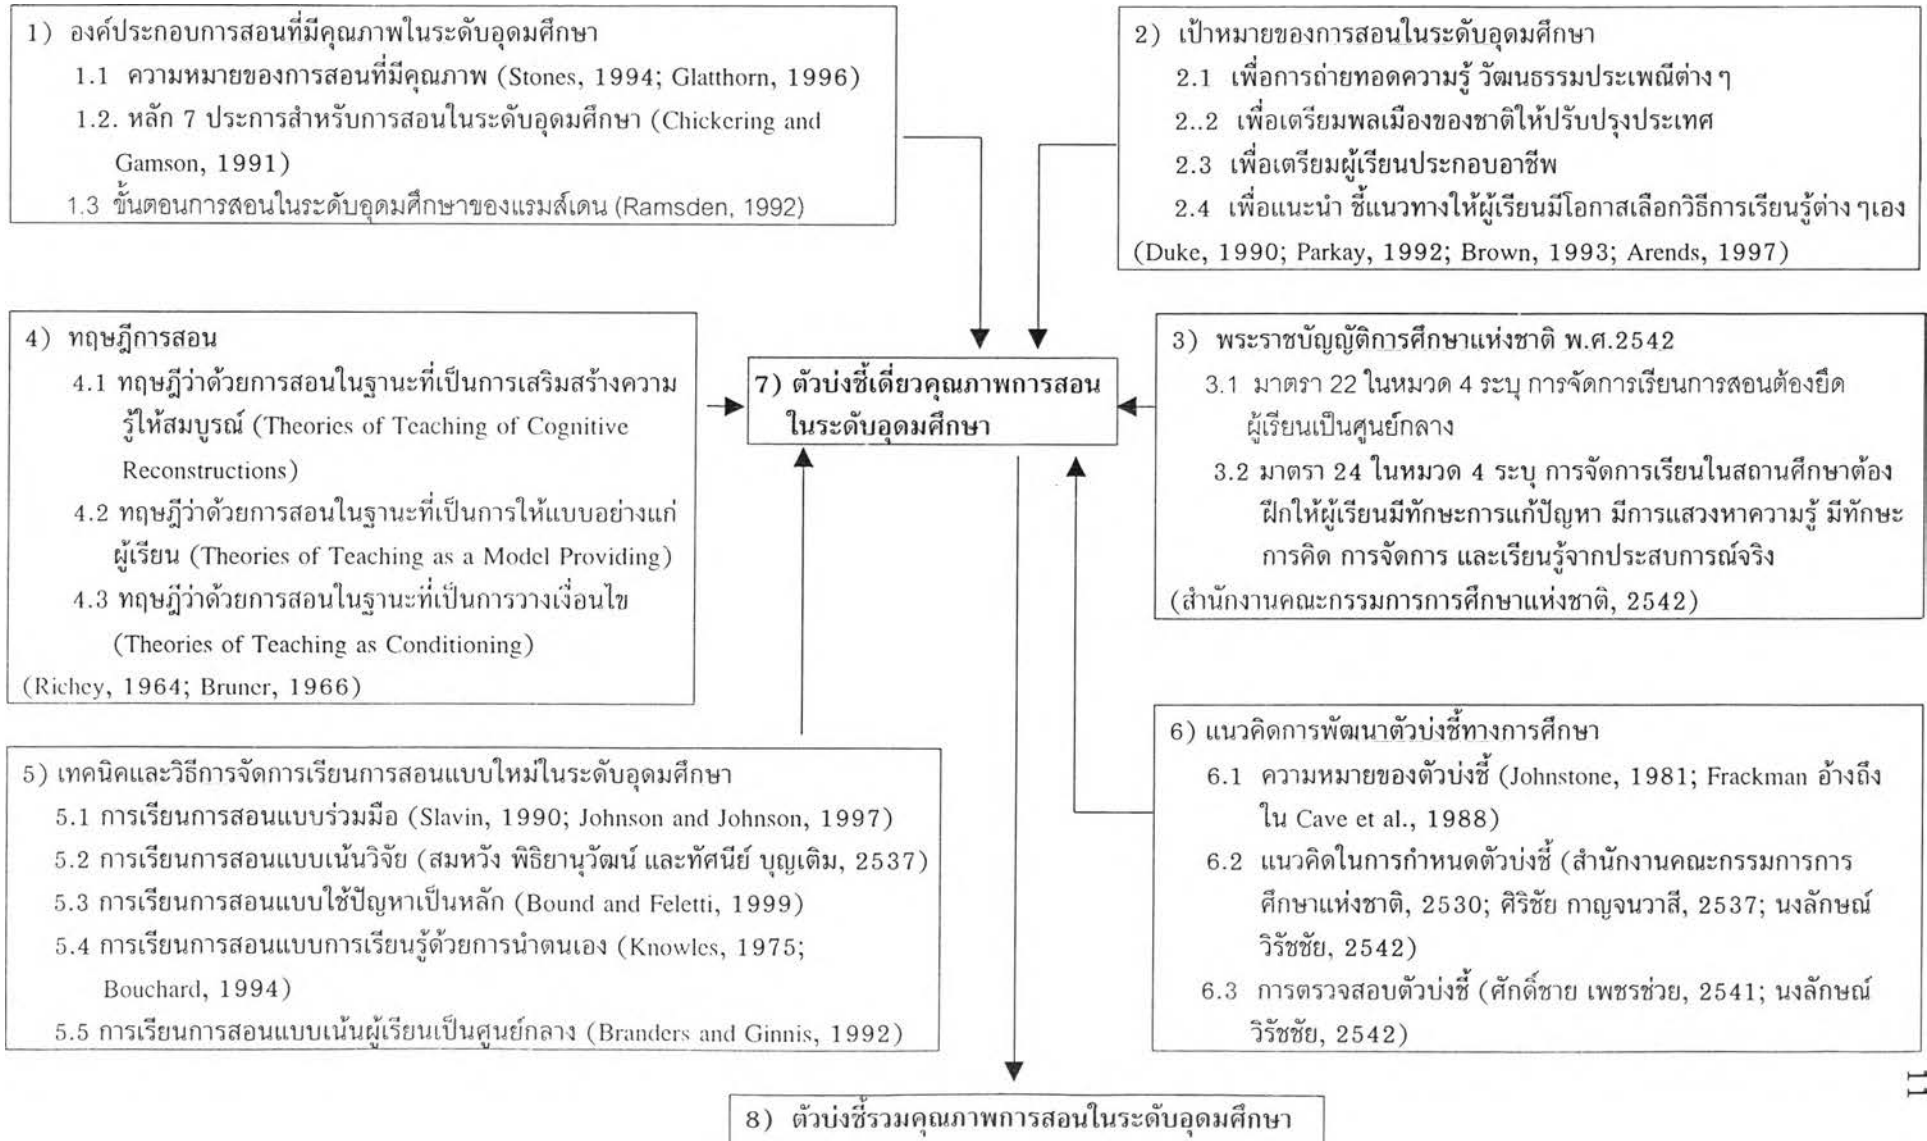 1) องค์ประกอบการสอนที่มีคุณภาพในระดับอุดมศึกษา
1.1 ความหมายของการสอนที่มีคุณภาพ (Stones, 1994; Glatthorn, 1996)
1.2. หลัก 7 ประการสำหรับการสอนในระดับอุดมศึกษา (Chickering and
Gamson, 1991)
1.3 ขั้นตอนการสอนในระดับอุดมศึกษาของแรมส์เดน (Ramsden, 1992)
2) เป้าหมายของการสอนในระดับอุดมศึกษา
2.1 เพื่อการถ่ายทอดความรู้ วัฒนธรรมประเพณีต่าง ๆ
2..2 เพื่อเตรียมพลเมืองของชาติให้ปรับปรุงประเทศ
2.3 เพื่อเตรียมผู้เรียนประกอบอาชีพ
2.4 เพื่อแนะนำ ชี้แนวทางให้ผู้เรียนมีโอกาสเลือกวิธีการเรียนรู้ต่าง ๆเอง
(Duke, 1990; Parkay, 1992; Brown, 1993; Arends, 1997)
4) ทฤษฎีการสอน
4.1 ทฤษฎีว่าด้วยการสอนในฐานะที่เป็นการเสริมสร้างความ
รู้ให้สมบูรณ์ (Theories of Teaching of Cognitive
Reconstructions)
4.2 ทฤษฎีว่าด้วยการสอนในฐานะที่เป็นการให้แบบอย่างแก่
ผู้เรียน (Theories of Teaching as a Model Providing)
4.3 ทฤษฎีว่าด้วยการสอนในฐานะที่เป็นการวางเงื่อนไข
(Theories of Teaching as Conditioning)
(Richey, 1964; Bruner, 1966)
7) ตัวบ่งชี้เดี่ยวคุณภาพการสอน
ในระดับอุดมศึกษา
3) พระราชบัญญัติการศึกษาแห่งชาติ พ.ศ.2542
3.1 มาตรา 22 ในหมวด 4 ระบุ การจัดการเรียนการสอนต้องยึด
ผู้เรียนเป็นศูนย์กลาง
3.2 มาตรา 24 ในหมวด 4 ระบุ การจัดการเรียนในสถานศึกษาต้อง
ฝึกให้ผู้เรียนมีทักษะการแก้ปัญหา มีการแสวงหาความรู้ มีทักษะ
การคิด การจัดการ และเรียนรู้จากประสบการณ์จริง
(สำนักงานคณะกรรมการการศึกษาแห่งชาติ, 2542)
5) เทคนิคและวิธีการจัดการเรียนการสอนแบบใหม่ในระดับอุดมศึกษา
5.1 การเรียนการสอนแบบร่วมมือ (Slavin, 1990; Johnson and Johnson, 1997)
5.2 การเรียนการสอนแบบเน้นวิจัย (สมหวัง พิธิยานุวัฒน์ และทัศนีย์ บุญเติม, 2537)
5.3 การเรียนการสอนแบบใช้ปัญหาเป็นหลัก (Bound and Feletti, 1999)
5.4 การเรียนการสอนแบบการเรียนรู้ด้วยการนำตนเอง (Knowles, 1975;
Bouchard, 1994)
5.5 การเรียนการสอนแบบเน้นผู้เรียนเป็นศูนย์กลาง (Branders and Ginnis, 1992)
6) แนวคิดการพัฒนาตัวบ่งชี้ทางการศึกษา
6.1 ความหมายของตัวบ่งชี้ (Johnstone, 1981; Frackman อ้างถึง
ใน Cave et al., 1988)
6.2 แนวคิดในการกำหนดตัวบ่งชี้ (สำนักงานคณะกรรมการการ
ศึกษาแห่งชาติ, 2530; ศิริชัย กาญจนวาสี, 2537; นงลักษณ์
วิรัชชัย, 2542)
6.3 การตรวจสอบตัวบ่งชี้ (ศักดิ์ชาย เพชรช่วย, 2541; นงลักษณ์
วิรัชชัย, 2542)
8) ตัวบ่งชี้รวมคุณภาพการสอนในระดับอุดมศึกษา
11